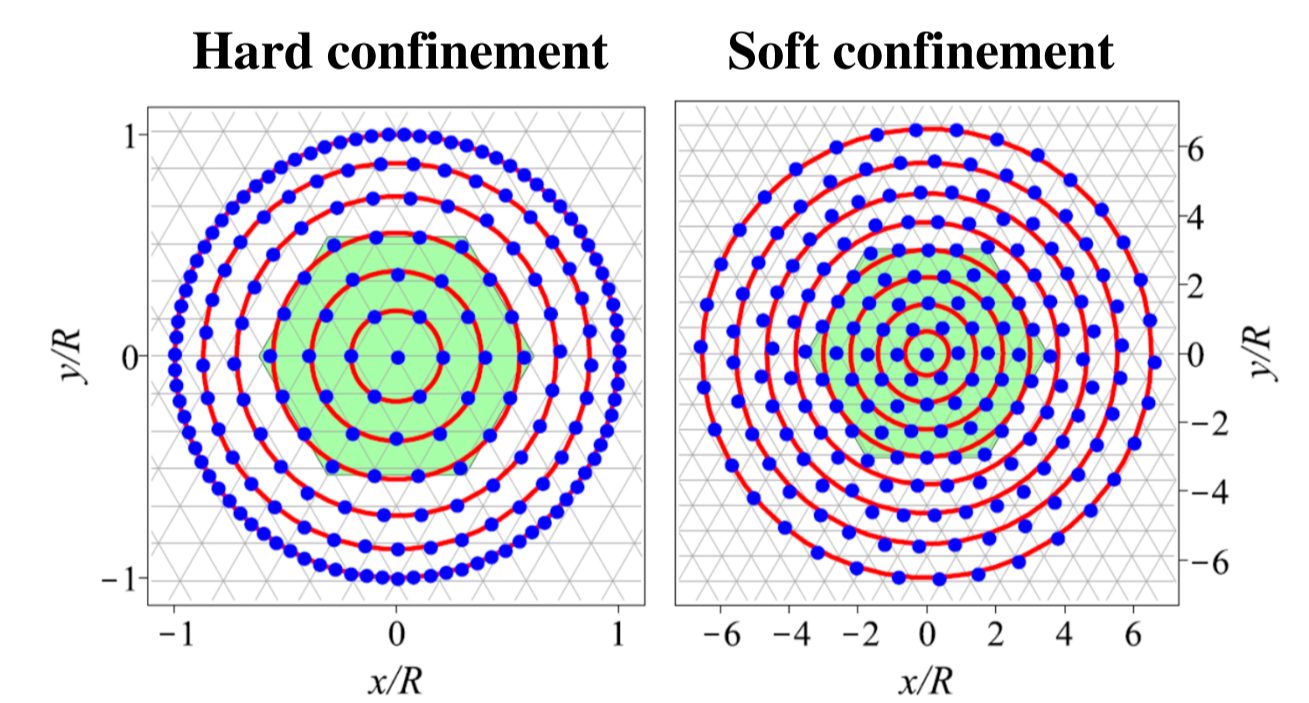 Hard confinement
Soft confinement
y/R
1
0
−1
−1 0 1
x/R
6
4
2
0
−2
−4
−6
y/R
−6 −4 −2 0 2 4 6
x/R